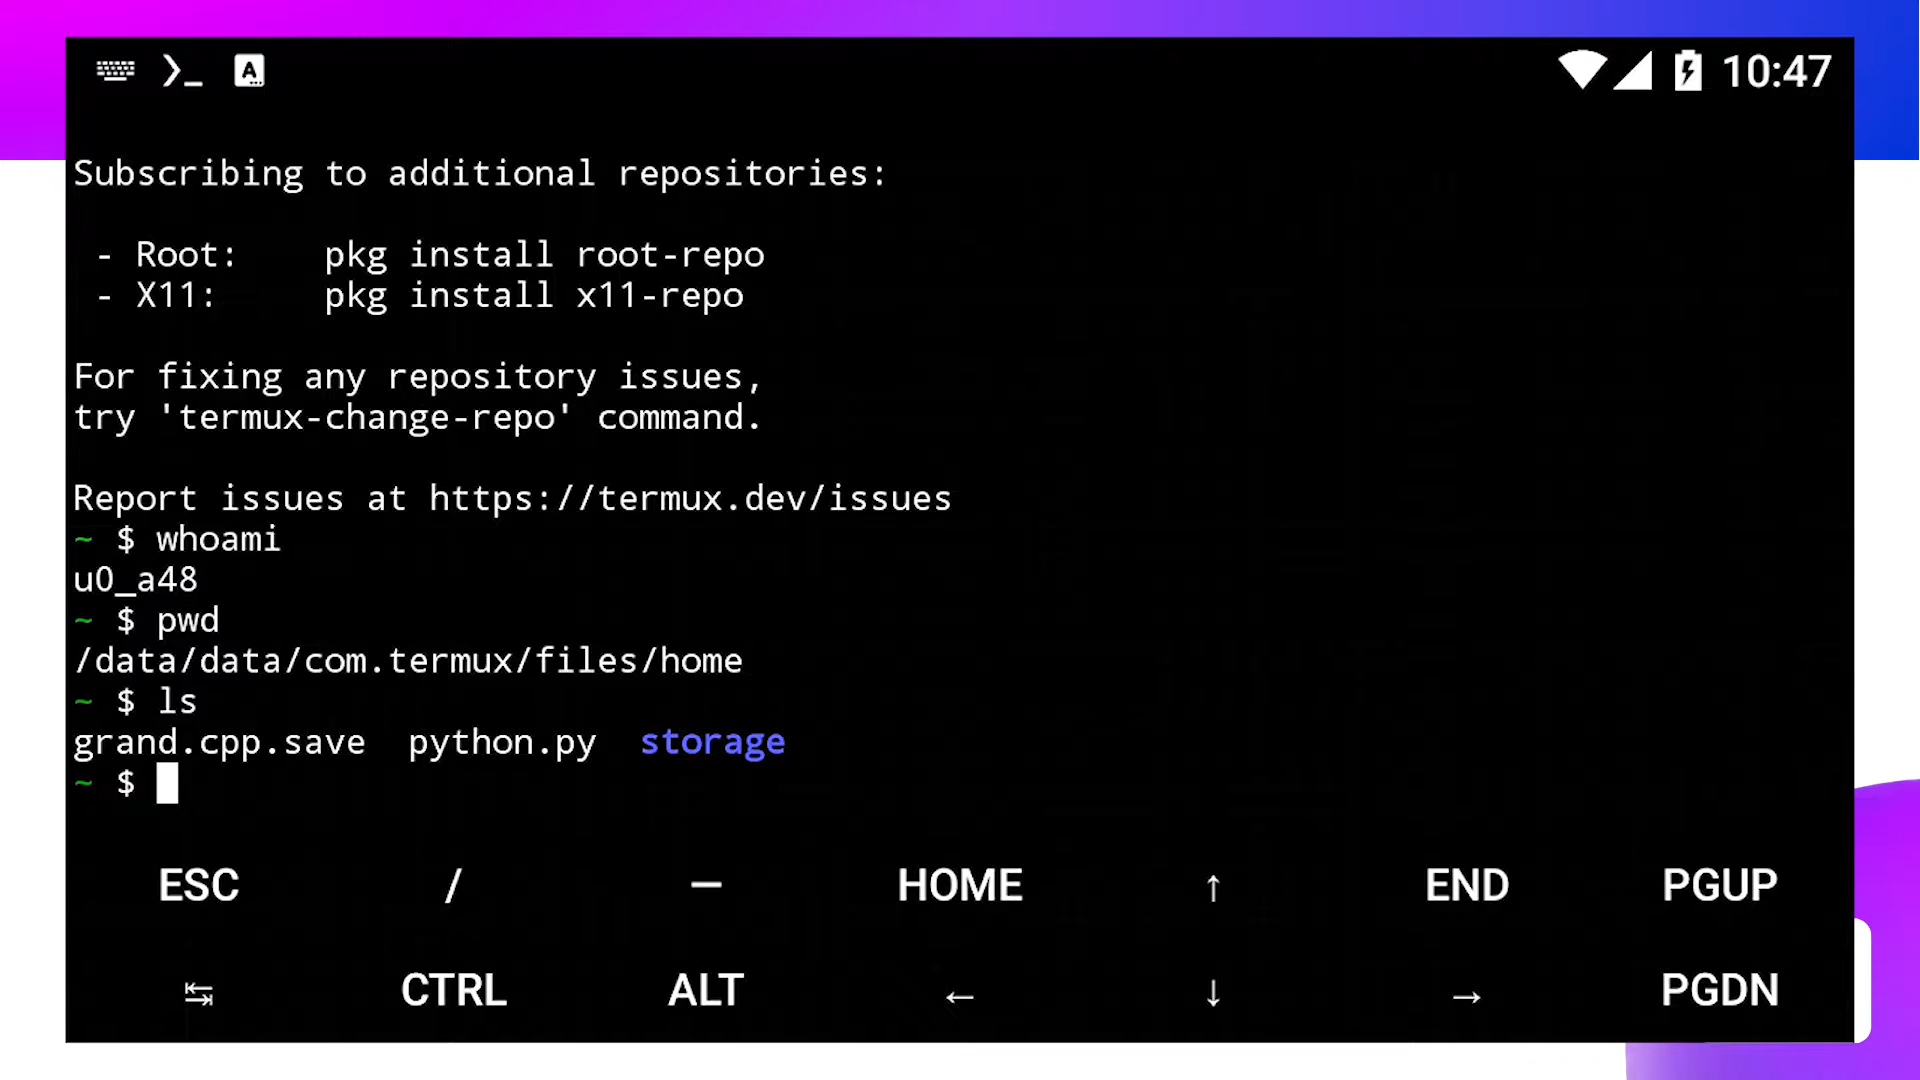 10:47
Subscribing to additional repositories:
- Root: pkg install root-repo
- X11: pkg install x11-repo
For fixing any repository issues,
try 'termux-change-repo' command.
Report issues at https://termux.dev/issues
~ $ whoami
u0_a48
~ $ pwd
/data/data/com.termux/files/home
~ $ ls
grand.cpp.save python.py storage
~ $
ESC / — HOME ↑ END PGUP
↹ CTRL ALT ← ↓ → PGDN